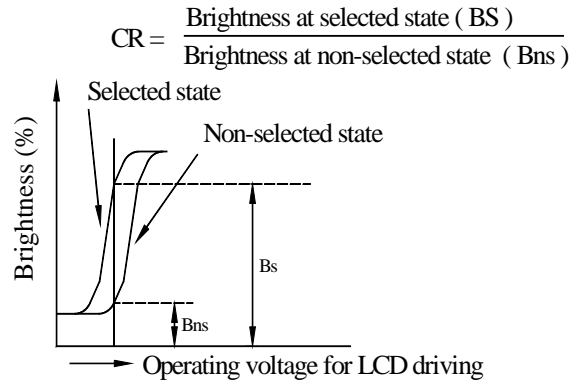 CR = Brightness at selected state ( BS )
Brightness at non-selected state ( Bns )
Selected state
Non-selected state
Brightness (%)
Bs
Bns
Operating voltage for LCD driving